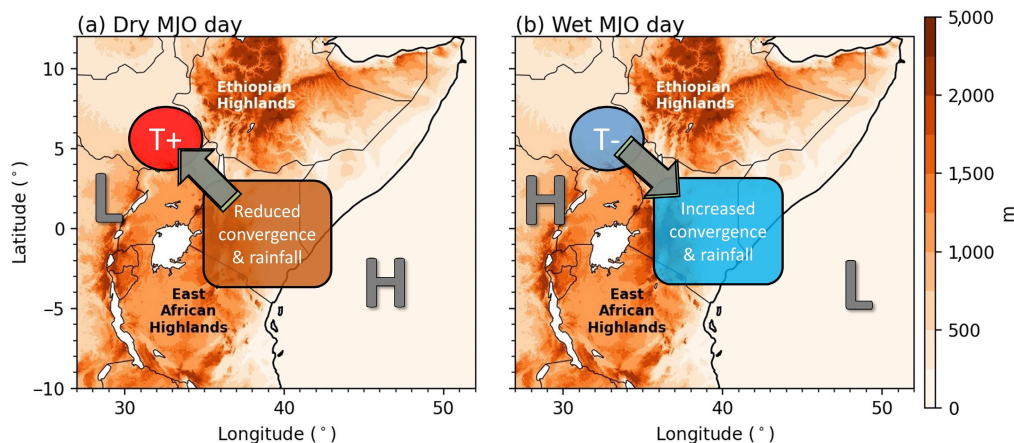 (a) Dry MJO day
(b) Wet MJO day
Ethiopian
Highlands
T+
L
Reduced
convergence
& rainfall
H
East
African
Highlands
10
5
0
−5
−10
Latitude (°)
30
40
50
Longitude (°)
Ethiopian
Highlands
T-
H
Increased
convergence
& rainfall
L
East
African
Highlands
30
40
50
Longitude (°)
5,000
2,000
1,500
1,000
500
0
m